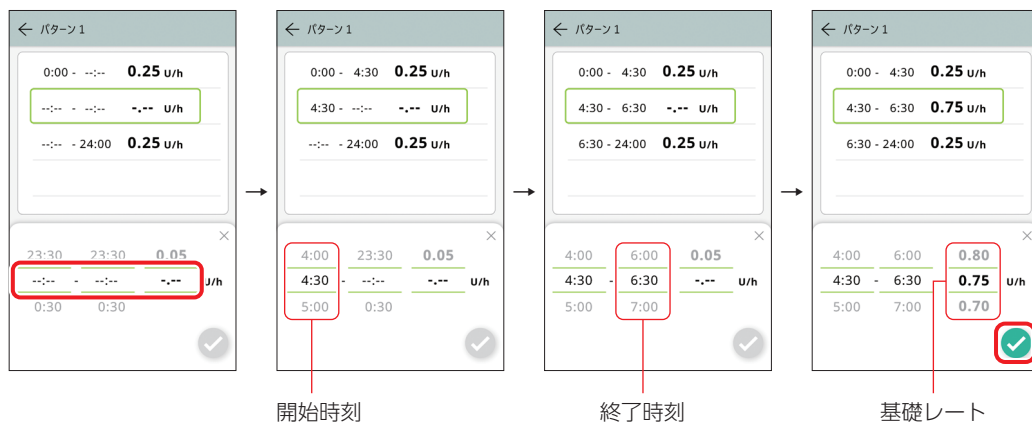 ← パターン 1
0:00 - --:-- 0.25 U/h
--:-- - --:-- -.-- U/h
--:-- - 24:00 0.25 U/h
23:30 23:30 0.05
--:-- - --:-- -.-- U/h
0:30 0:30
→
← パターン 1
0:00 - 4:30 0.25 U/h
4:30 - --:-- -.-- U/h
--:-- - 24:00 0.25 U/h
4:00 23:30 0.05
4:30 - --:-- -.-- U/h
5:00 0:30
開始時刻
→
← パターン 1
0:00 - 4:30 0.25 U/h
4:30 - 6:30 -.-- U/h
6:30 - 24:00 0.25 U/h
4:00 6:00 0.05
4:30 - 6:30 -.-- U/h
5:00 7:00
終了時刻
→
← パターン 1
0:00 - 4:30 0.25 U/h
4:30 - 6:30 0.75 U/h
6:30 - 24:00 0.25 U/h
4:00 6:00 0.80
4:30 - 6:30 0.75 U/h
5:00 7:00 0.70
基礎レート